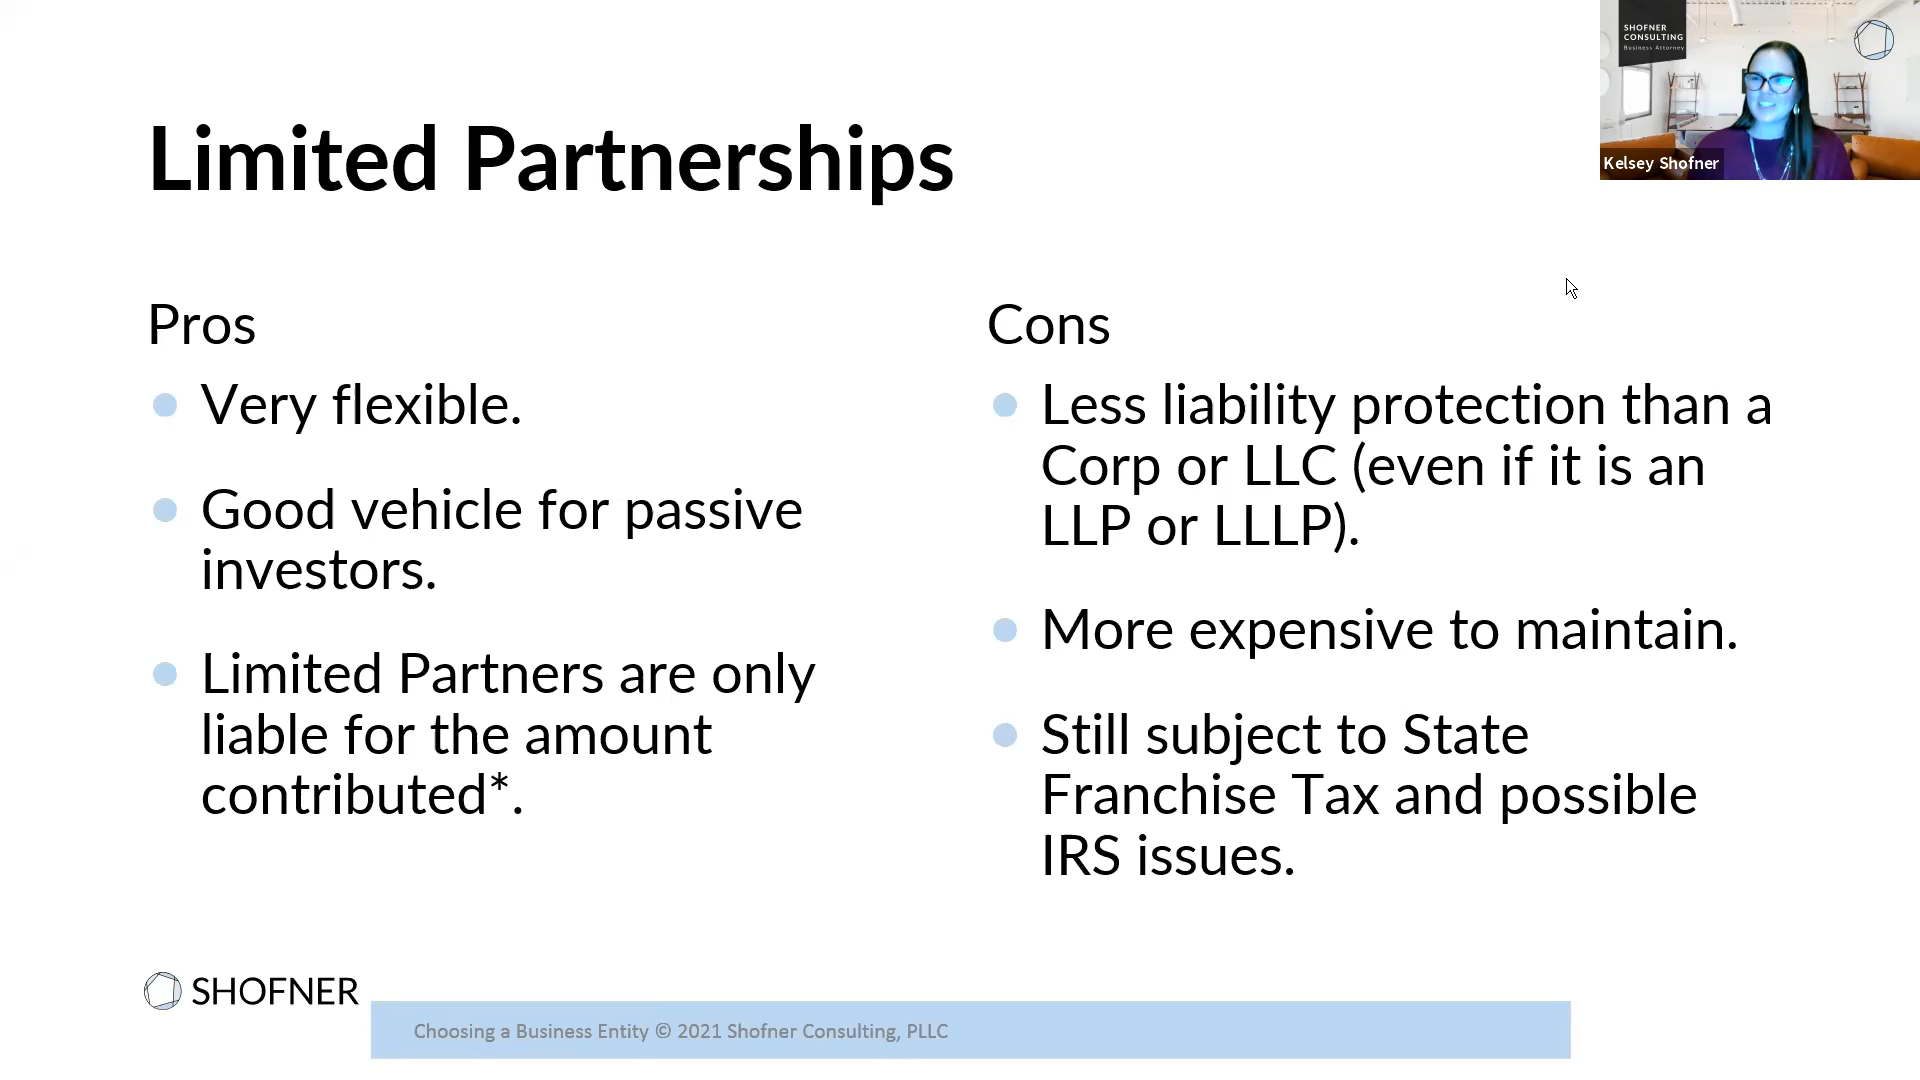 SHOFNER
CONSULTING
Business Attorney
Kelsey Shofner
Limited Partnerships
Pros
Very flexible.
Good vehicle for passive
investors.
Limited Partners are only
liable for the amount
contributed*.
Cons
Less liability protection than a
Corp or LLC (even if it is an
LLP or LLLP).
More expensive to maintain.
Still subject to State
Franchise Tax and possible
IRS issues.
SHOFNER
Choosing a Business Entity © 2021 Shofner Consulting, PLLC